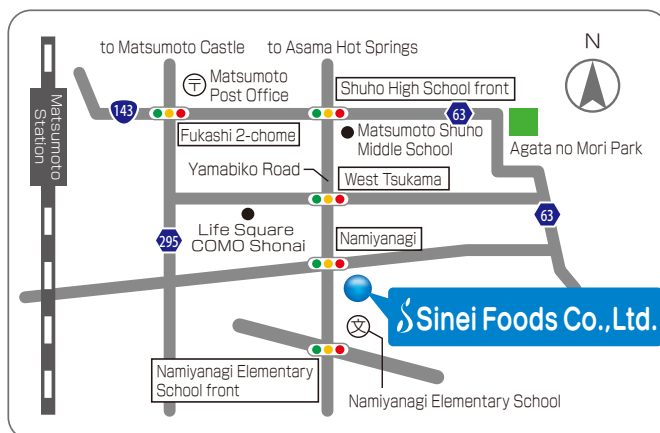 to Matsumoto Castle
to Asama Hot Springs
N
〒
Matsumoto
Post Office
Shuho High School front
143
63
Matsumoto
Station
Fukashi 2-chome
Matsumoto Shuho
Middle School
Agata no Mori Park
Yamabiko Road
West Tsukama
63
Life Square
COMO Shonai
295
Namiyanagi
Sinei Foods Co.,Ltd.
文
Namiyanagi Elementary
School front
Namiyanagi Elementary School